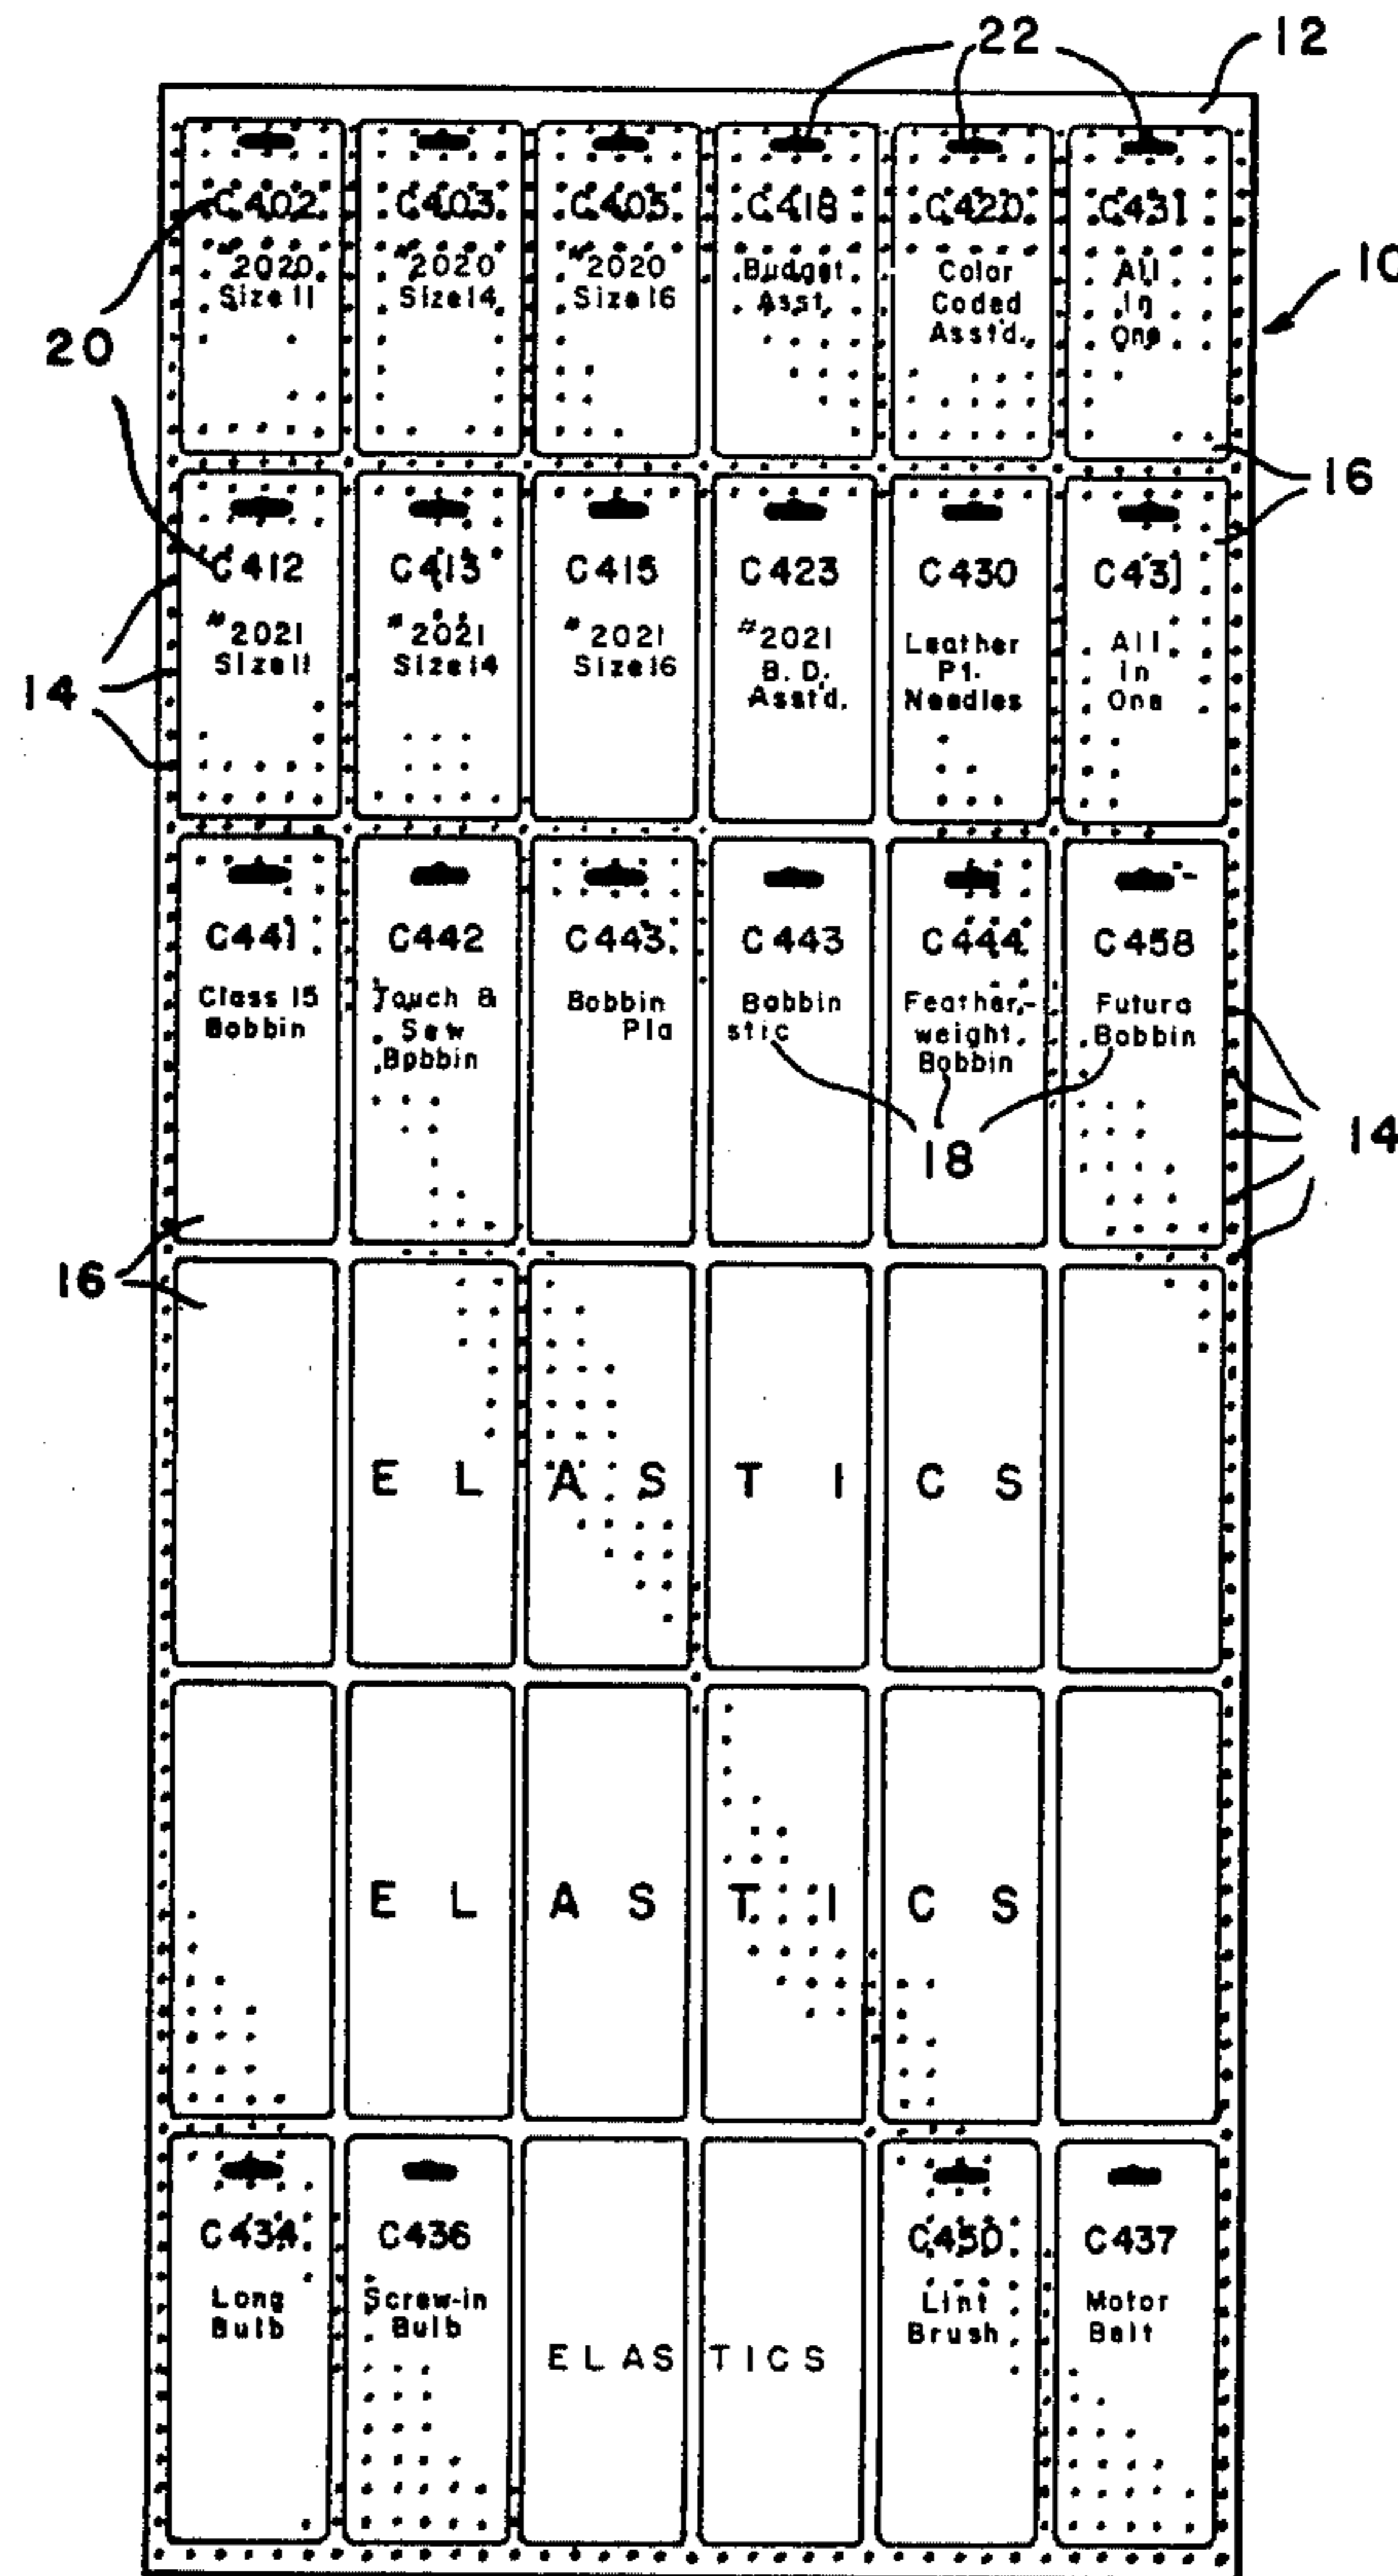 22
12
C402 C403 C405 C418 C420 C431
#2020 #2020 #2020 Budget Color All
Size 11 Size 14 Size 16 Asst. Coded In
Asst'd. One
10
20
16
C412 C413 C415 C423 C430 C431
#2021 #2021 #2021 #2021 Leather All
Size 11 Size 14 Size 16 B. D. Pt. In
Asst'd. Needles One
14
C441 C442 C443 C443 C444 C458
Class 15 Touch & Bobbin Bobbin Feather- Futura
Bobbin Sew Pla stic weight Bobbin
Bobbin Bobbin
14
18
16
E L A S T I C S
E L A S T I C S
C434 C436 C450 C437
Long Screw-in Lint Motor
Bulb Bulb Brush Belt
ELAS TICS